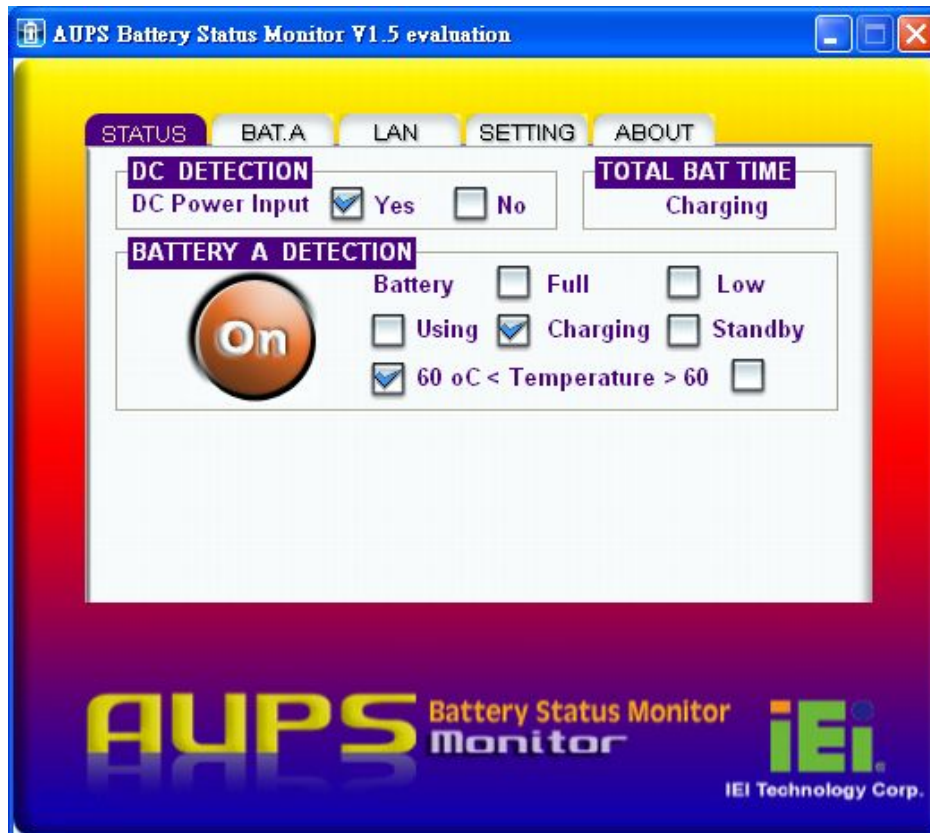 AUPS Battery Status Monitor V1.5 evaluation
STATUS BAT.A LAN SETTING ABOUT
DC DETECTION
DC Power Input Yes No
TOTAL BAT TIME
Charging
BATTERY A DETECTION
On
Battery Full Low
Using Charging Standby
60 oC < Temperature > 60
AUPS
Battery Status Monitor
Monitor
iEi
IEI Technology Corp.